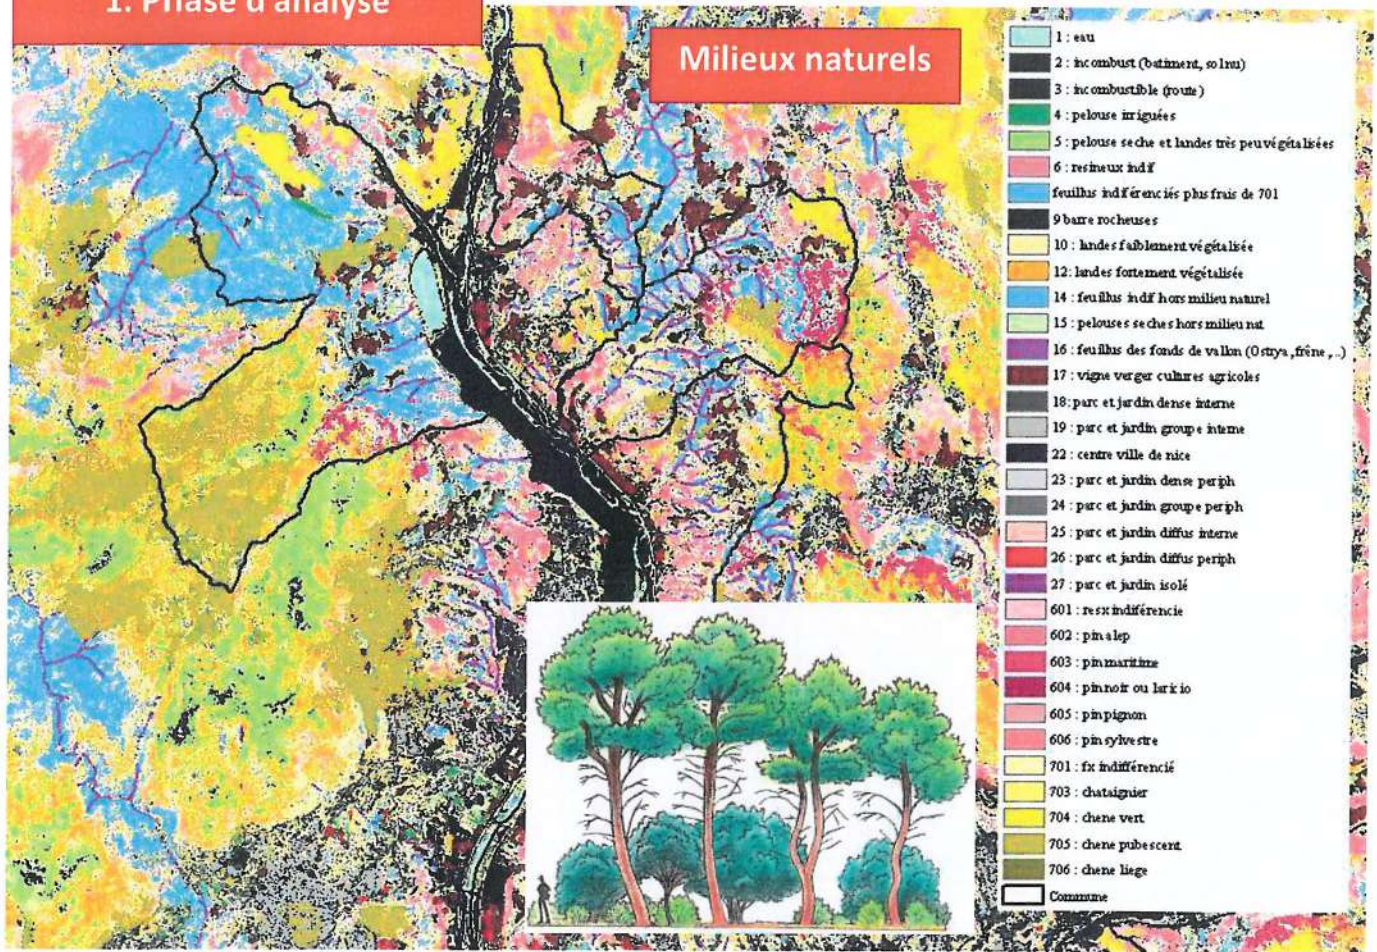 1. Phase d'analyse
Milieux naturels
1 : eau
2 : incombust (batiment, solnu)
3 : incombustible (route)
4 : pelouse irriguées
5 : pelouse seche et landes très peu végétalisées
6 : resineux indif
feuillus indifférenciés plus frais de 701
9 barre rocheuses
10 : landes faiblement végétalisée
12: landes fortement végétalisée
14 : feuillus indif hors milieu naturel
15 : pelouses seches hors milieu nat
16 : feuillus des fonds de vallon (Ostrya, frêne, ..)
17 : vigne verger cultures agricoles
18: parc et jardin dense interne
19 : parc et jardin groupe interne
22 : centre ville de nice
23 : parc et jardin dense periph
24 : parc et jardin groupe periph
25 : parc et jardin diffus interne
26 : parc et jardin diffus periph
27 : parc et jardin isolé
601 : resx indifférencie
602 : pin alep
603 : pin maritime
604 : pin noir ou laricio
605 : pin pignon
606 : pin sylvestre
701 : fx indifférencié
703 : chataignier
704 : chene vert
705 : chene pubescent
706 : chene liege
Commune